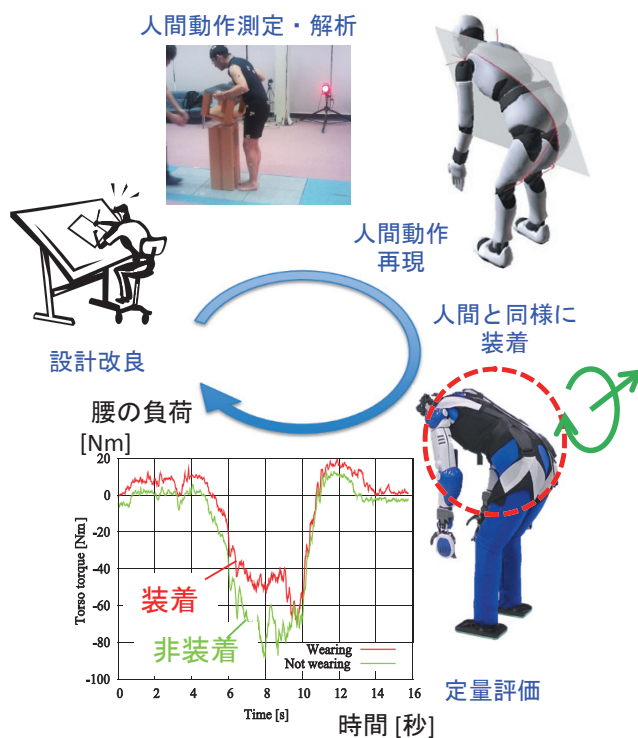 人間動作測定・解析
人間動作
再現
人間と同様に
装着
設計改良
腰の負荷
[Nm]
Torso torque [Nm]
20
0
-20
-40
-60
-80
-100
装着
非装着
Wearing
Not wearing
0 2 4 6 8 10 12 14 16
Time [s]
時間 [秒]
定量評価